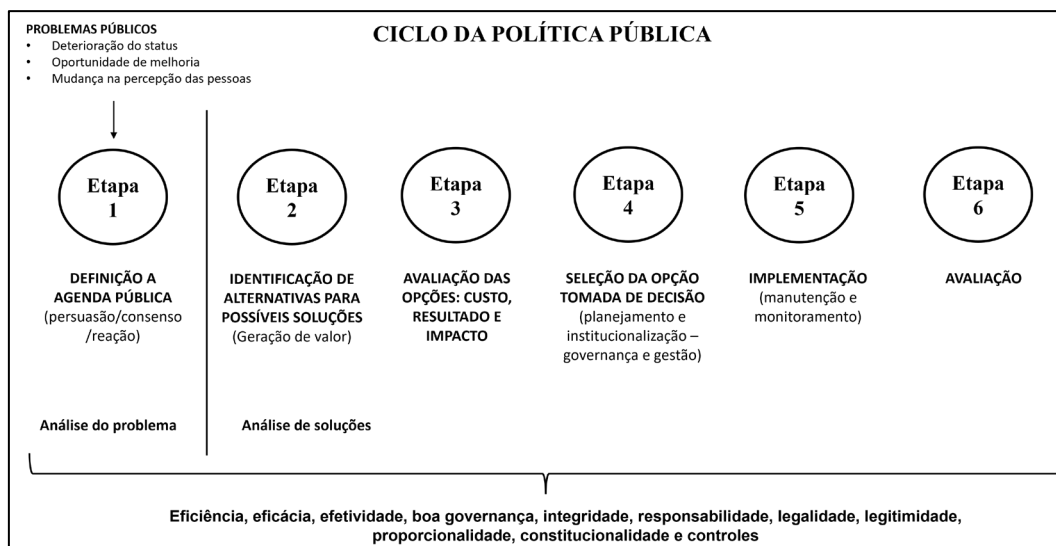 PROBLEMAS PÚBLICOS
• Deterioração do status
• Oportunidade de melhoria
• Mudança na percepção das pessoas
CICLO DA POLÍTICA PÚBLICA
Etapa
1
Etapa
2
Etapa
3
Etapa
4
Etapa
5
Etapa
6
DEFINIÇÃO A
AGENDA PÚBLICA
(persuasão/consenso
/reação)
IDENTIFICAÇÃO DE
ALTERNATIVAS PARA
POSSÍVEIS SOLUÇÕES
(Geração de valor)
AVALIAÇÃO DAS
OPÇÕES: CUSTO,
RESULTADO E
IMPACTO
SELEÇÃO DA OPÇÃO
TOMADA DE DECISÃO
(planejamento e
institucionalização –
governança e gestão)
IMPLEMENTAÇÃO
(manutenção e
monitoramento)
AVALIAÇÃO
Análise do problema
Análise de soluções
Eficiência, eficácia, efetividade, boa governança, integridade, responsabilidade, legalidade, legitimidade,
proporcionalidade, constitucionalidade e controles